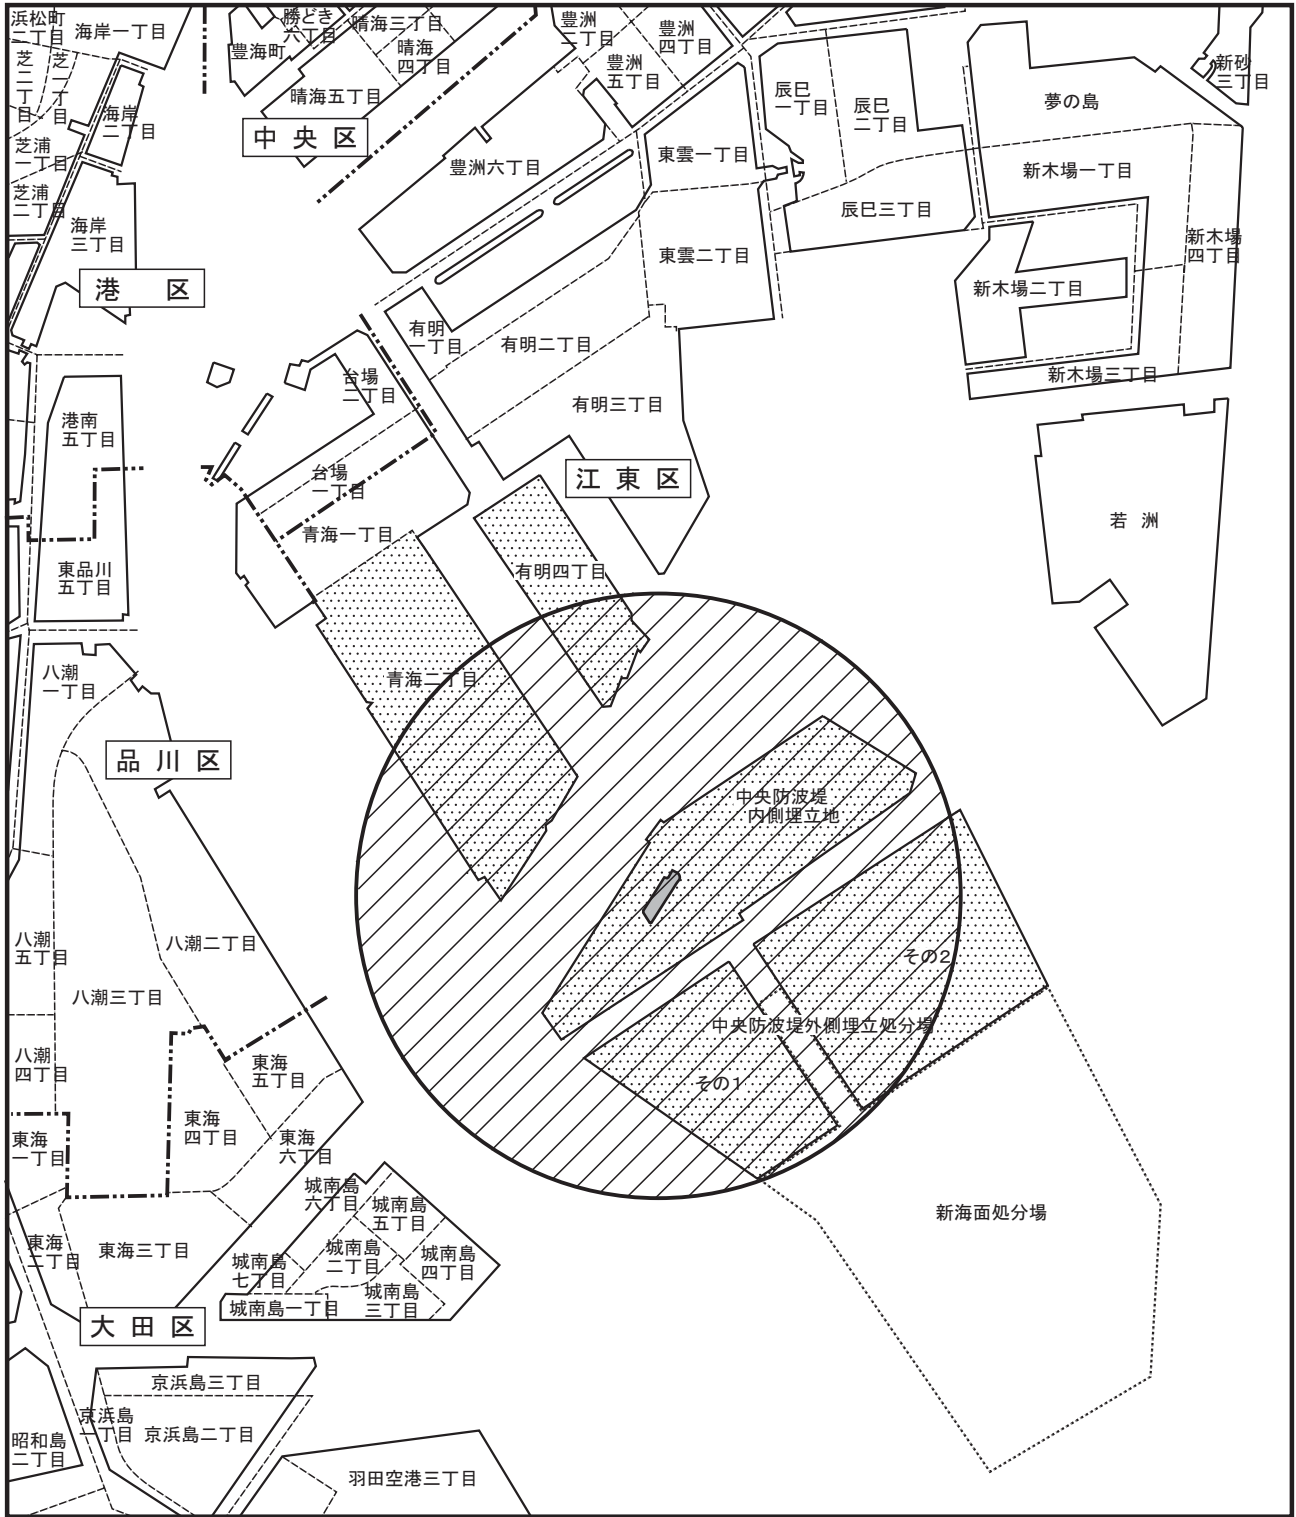 浜松町
二丁目
海岸一丁目
勝どき
六丁目
晴海三丁目
豊洲
二丁目
豊洲
四丁目
豊海町
晴海
四丁目
豊洲
五丁目
新砂
三丁目
芝二丁目
芝一丁目
晴海五丁目
辰巳
一丁目
辰巳
二丁目
夢の島
海岸
二丁目
中央区
芝浦
一丁目
豊洲六丁目
東雲一丁目
新木場一丁目
芝浦
二丁目
辰巳三丁目
海岸
三丁目
東雲二丁目
新木場
四丁目
港 区
新木場二丁目
有明
一丁目
有明二丁目
台場
二丁目
新木場三丁目
有明三丁目
港南
五丁目
台場
一丁目
江東区
青海一丁目
若 洲
東品川
五丁目
有明四丁目
八潮
一丁目
青海二丁目
品川区
中央防波堤
内側埋立地
八潮
五丁目
八潮二丁目
その2
八潮三丁目
中央防波堤外側埋立処分場
八潮
四丁目
東海
五丁目
その1
東海
四丁目
東海
一丁目
東海
六丁目
城南島
六丁目
城南島
五丁目
新海面処分場
東海
二丁目
東海三丁目
城南島
七丁目
城南島
二丁目
城南島
四丁目
城南島一丁目
城南島
三丁目
大田区
京浜島三丁目
京浜島
一丁目
京浜島二丁目
昭和島
二丁目
羽田空港三丁目